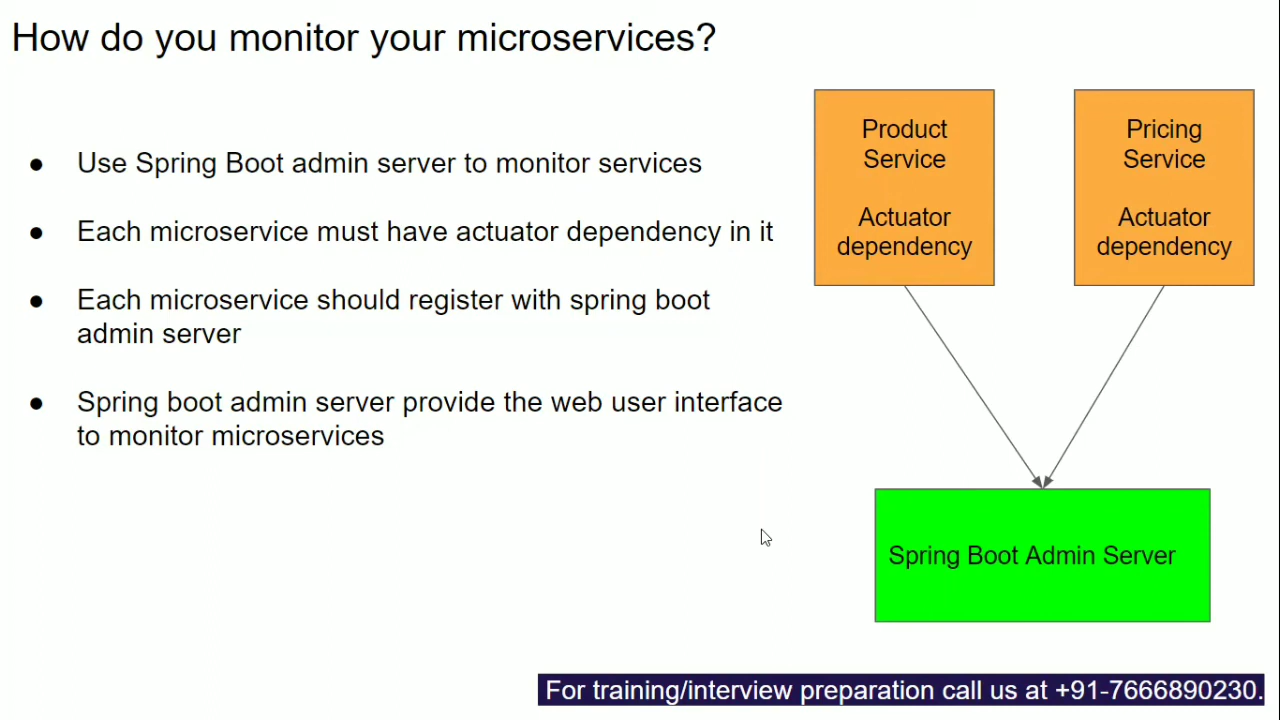 How do you monitor your microservices?
● Use Spring Boot admin server to monitor services
● Each microservice must have actuator dependency in it
● Each microservice should register with spring boot
admin server
● Spring boot admin server provide the web user interface
to monitor microservices
Product
Service
Actuator
dependency
Pricing
Service
Actuator
dependency
Spring Boot Admin Server
For training/interview preparation call us at +91-7666890230.